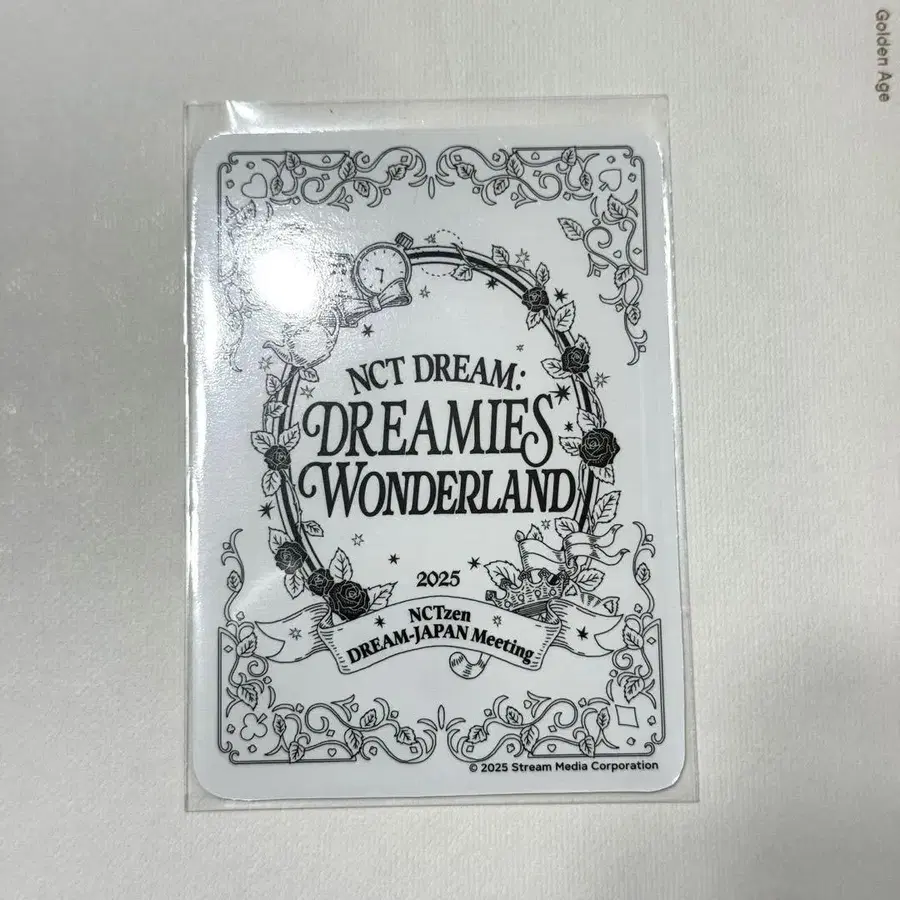 Golden Age
NCT DREAM:
DREAMIES
WONDERLAND
2025
NCTzen
DREAM-JAPAN Meeting
© 2025 Stream Media Corporation